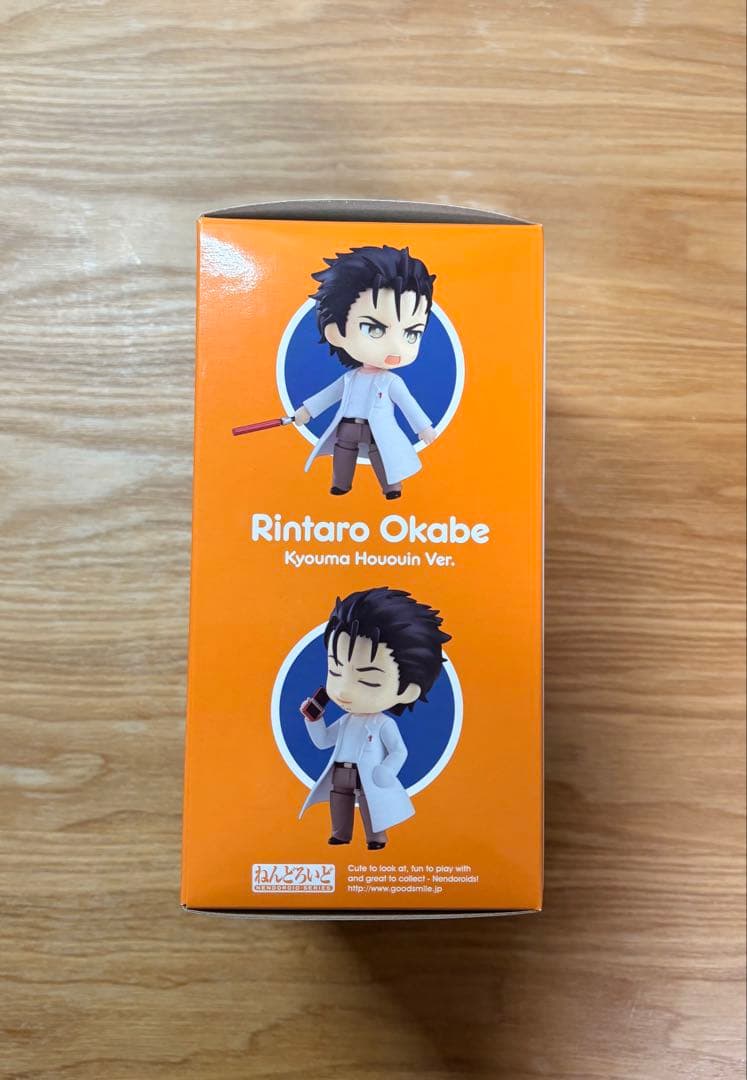 Rintaro Okabe
Kyouma Hououin Ver.
ねんどろいど
NENDOROID-SERIES
Cute to look at, fun to play with
and great to collect - Nendoroids!
http://www.goodsmile.jp